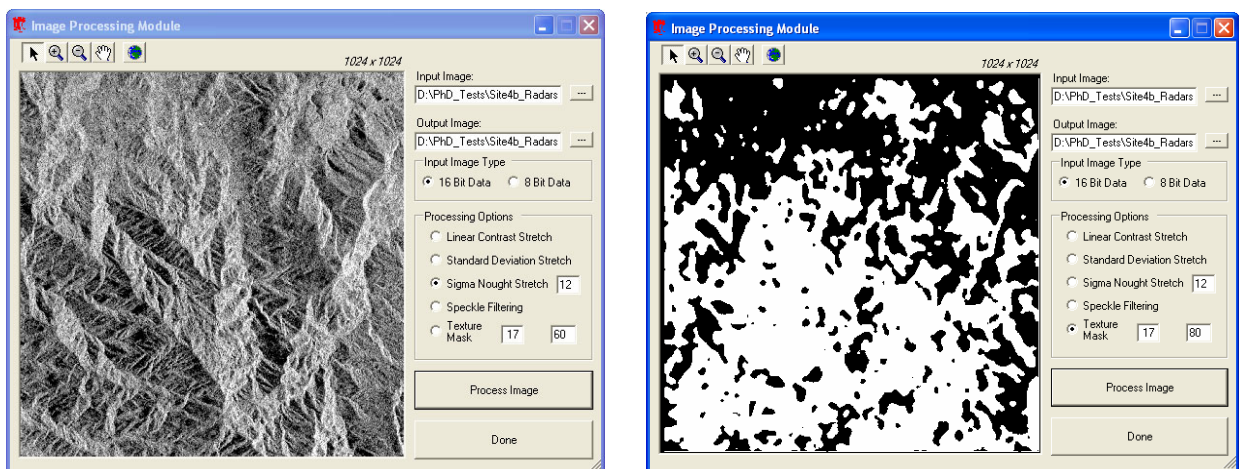 Image Processing Module
1024 x 1024
Input Image:
D:\PhD_Tests\Site4b_Radars
...
Output Image:
D:\PhD_Tests\Site4b_Radars
...
Input Image Type
16 Bit Data
8 Bit Data
Processing Options
Linear Contrast Stretch
Standard Deviation Stretch
Sigma Nought Stretch 12
Speckle Filtering
Texture
Mask 17 60
Process Image
Done
Image Processing Module
1024 x 1024
Input Image:
D:\PhD_Tests\Site4b_Radars
...
Output Image:
D:\PhD_Tests\Site4b_Radars
...
Input Image Type
16 Bit Data
8 Bit Data
Processing Options
Linear Contrast Stretch
Standard Deviation Stretch
Sigma Nought Stretch 12
Speckle Filtering
Texture
Mask 17 80
Process Image
Done